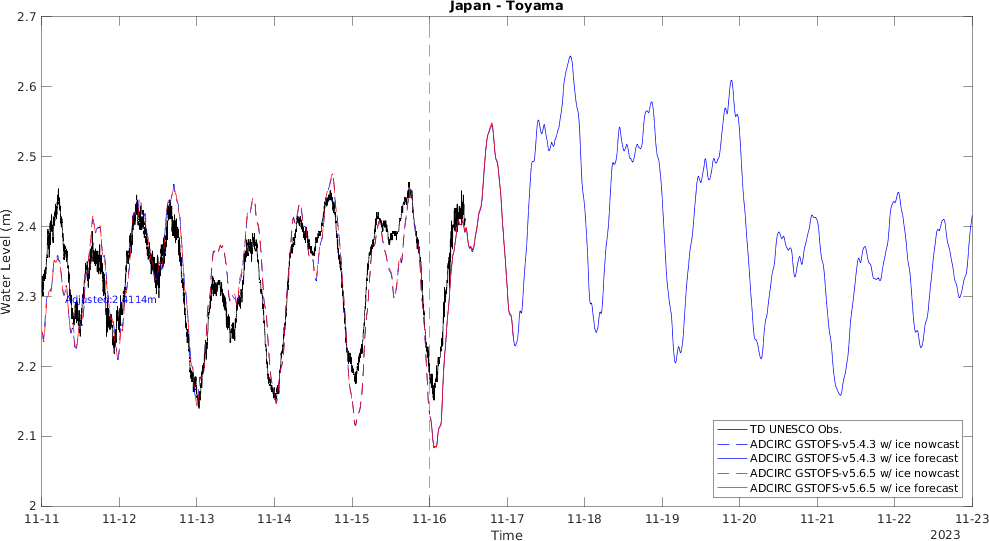 Japan - Toyama
Water Level (m)
2.7
2.6
2.5
2.4
2.3
2.2
2.1
2
Adjusted:2.4114m
TD UNESCO Obs.
ADCIRC GSTOFS-v5.4.3 w/ ice nowcast
ADCIRC GSTOFS-v5.4.3 w/ ice forecast
ADCIRC GSTOFS-v5.6.5 w/ ice nowcast
ADCIRC GSTOFS-v5.6.5 w/ ice forecast
11-11 11-12 11-13 11-14 11-15 11-16 11-17 11-18 11-19 11-20 11-21 11-22 11-23
Time
2023